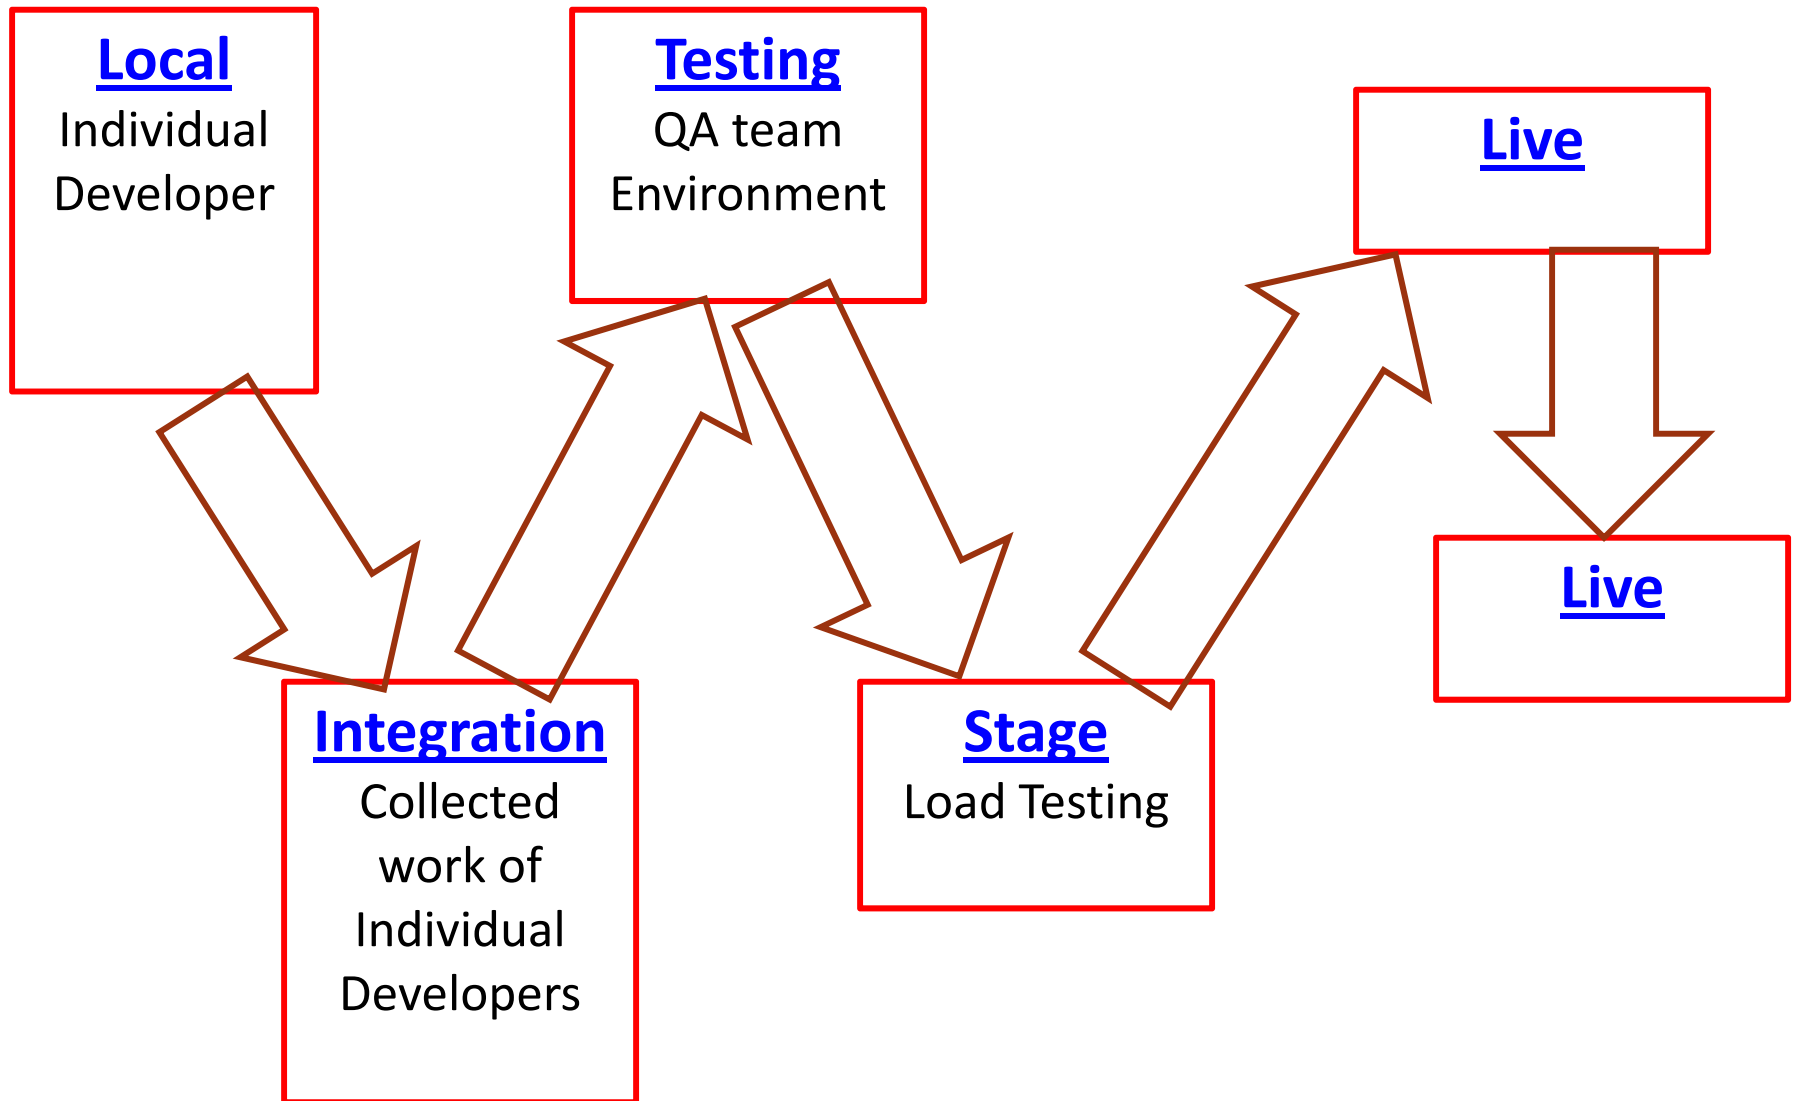 Local
Individual
Developer
Testing
QA team
Environment
Live
Integration
Collected
work of
Individual
Developers
Stage
Load Testing
Live